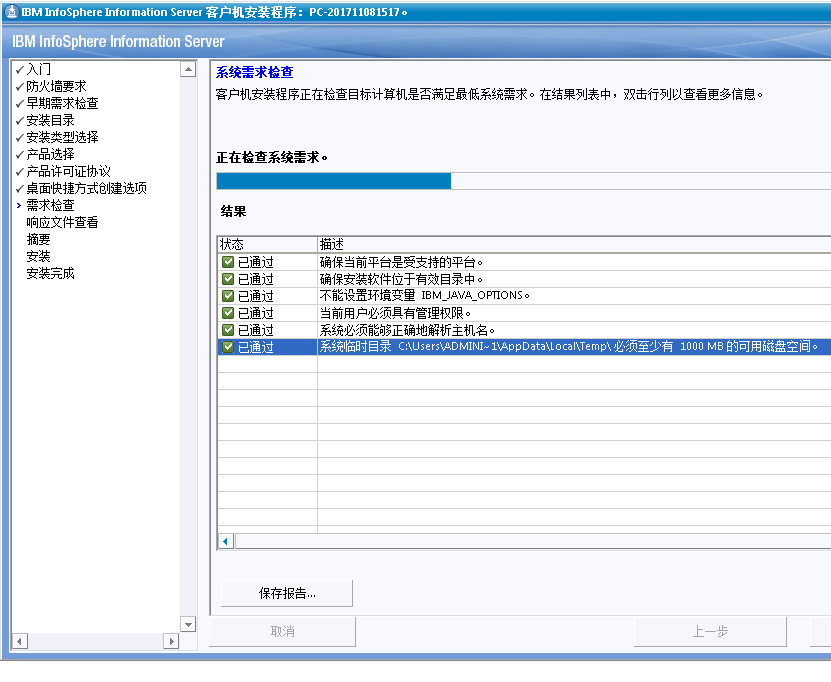 IBM InfoSphere Information Server 客户机安装程序：PC-201711081517。
IBM InfoSphere Information Server
入门
防火墙要求
早期需求检查
安装目录
安装类型选择
产品选择
产品许可证协议
桌面快捷方式创建选项
需求检查
响应文件查看
摘要
安装
安装完成
系统需求检查
客户机安装程序正在检查目标计算机是否满足最低系统需求。在结果列表中，双击行列以查看更多信息。
正在检查系统需求。
结果
状态 描述
已通过 确保当前平台是受支持的平台。
已通过 确保安装软件位于有效目录中。
已通过 不能设置环境变量 IBM_JAVA_OPTIONS。
已通过 当前用户必须具有管理权限。
已通过 系统必须能够正确地解析主机名。
已通过 系统临时目录 C:\Users\ADMINI~1\AppData\Local\Temp\ 必须至少有 1000 MB 的可用磁盘空间。
保存报告...
取消 上一步